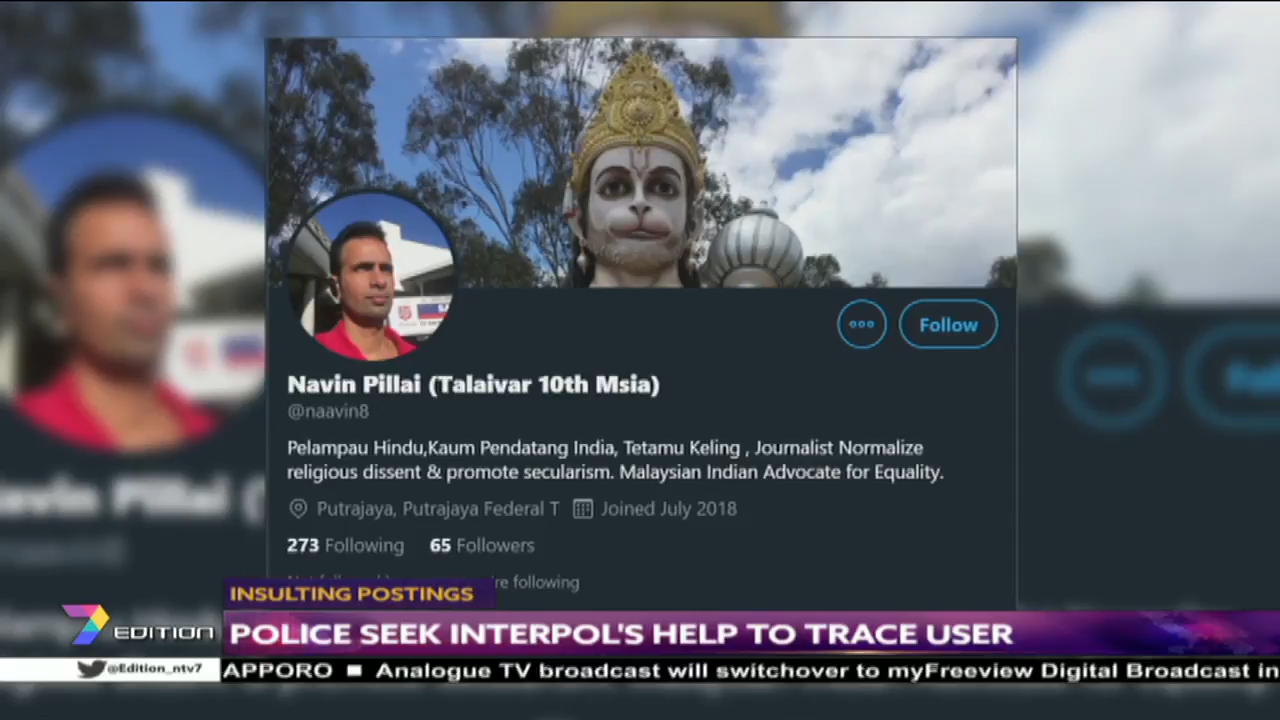 Follow
Navin Pillai (Talaivar 10th Msia)
@naavin8
Pelampau Hindu,Kaum Pendatang India, Tetamu Keling , Journalist Normalize
religious dissent & promote secularism. Malaysian Indian Advocate for Equality.
Putrajaya, Putrajaya Federal T Joined July 2018
273 Following 65 Followers
re following
INSULTING POSTINGS
7 EDITION
POLICE SEEK INTERPOL'S HELP TO TRACE USER
@Edition_ntv7
APPORO ■ Analogue TV broadcast will switchover to myFreeview Digital Broadcast in